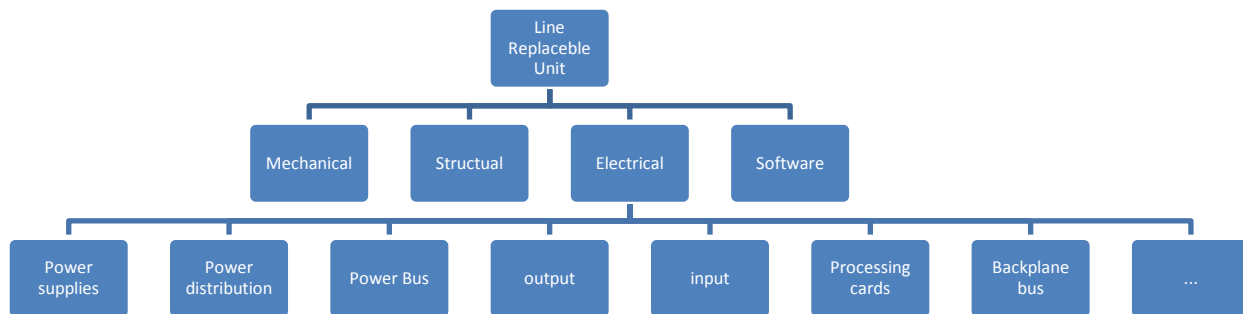 Line
Replaceble
Unit
Mechanical
Structual
Electrical
Software
Power
supplies
Power
distribution
Power Bus
output
input
Processing
cards
Backplane
bus
...